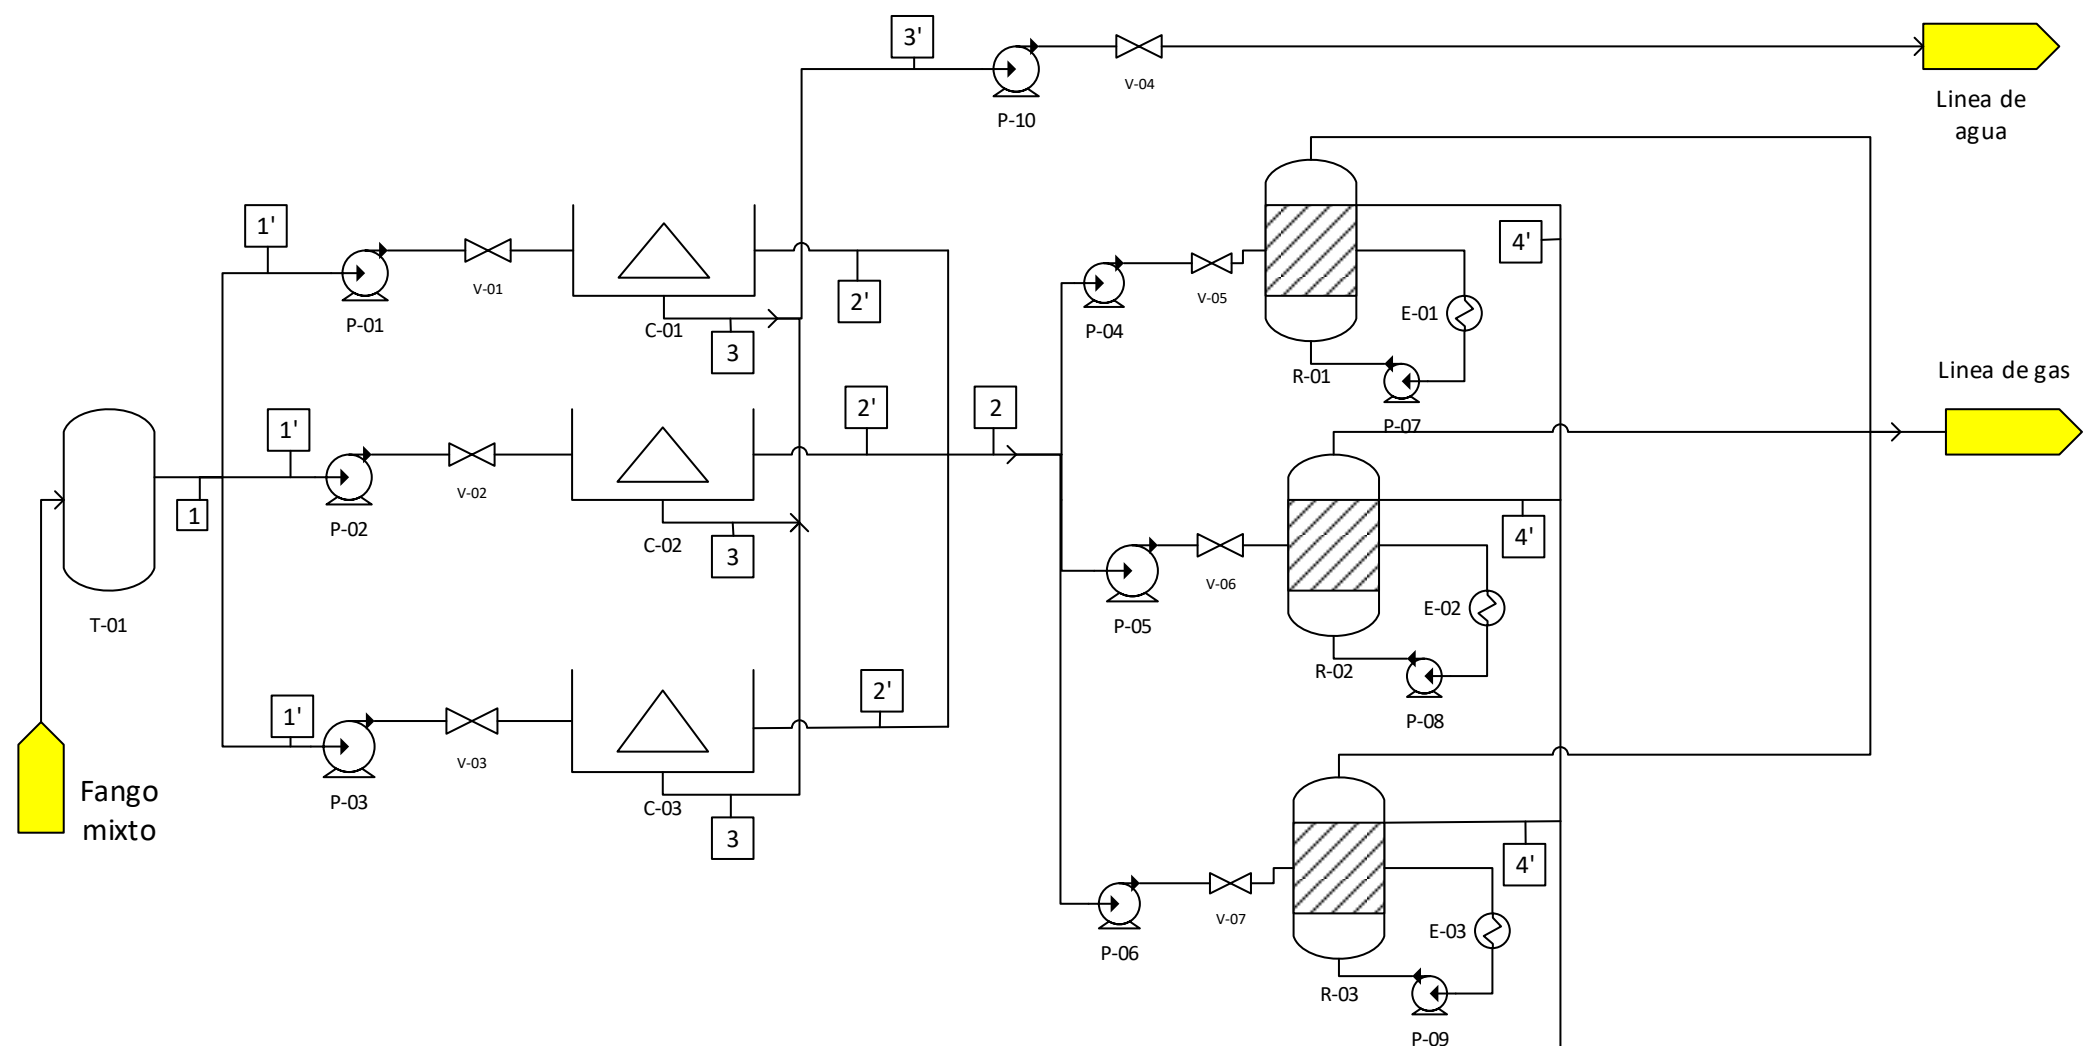 3'
V-04
P-10
Linea de
agua
1'
V-01
P-01
C-01
2'
3
4'
V-05
P-04
E-01
R-01
P-07
Linea de gas
1'
V-02
P-02
1
2'
2
C-02
3
4'
V-06
P-05
E-02
R-02
P-08
T-01
1'
V-03
P-03
2'
C-03
3
Fango
mixto
4'
V-07
P-06
E-03
R-03
P-09